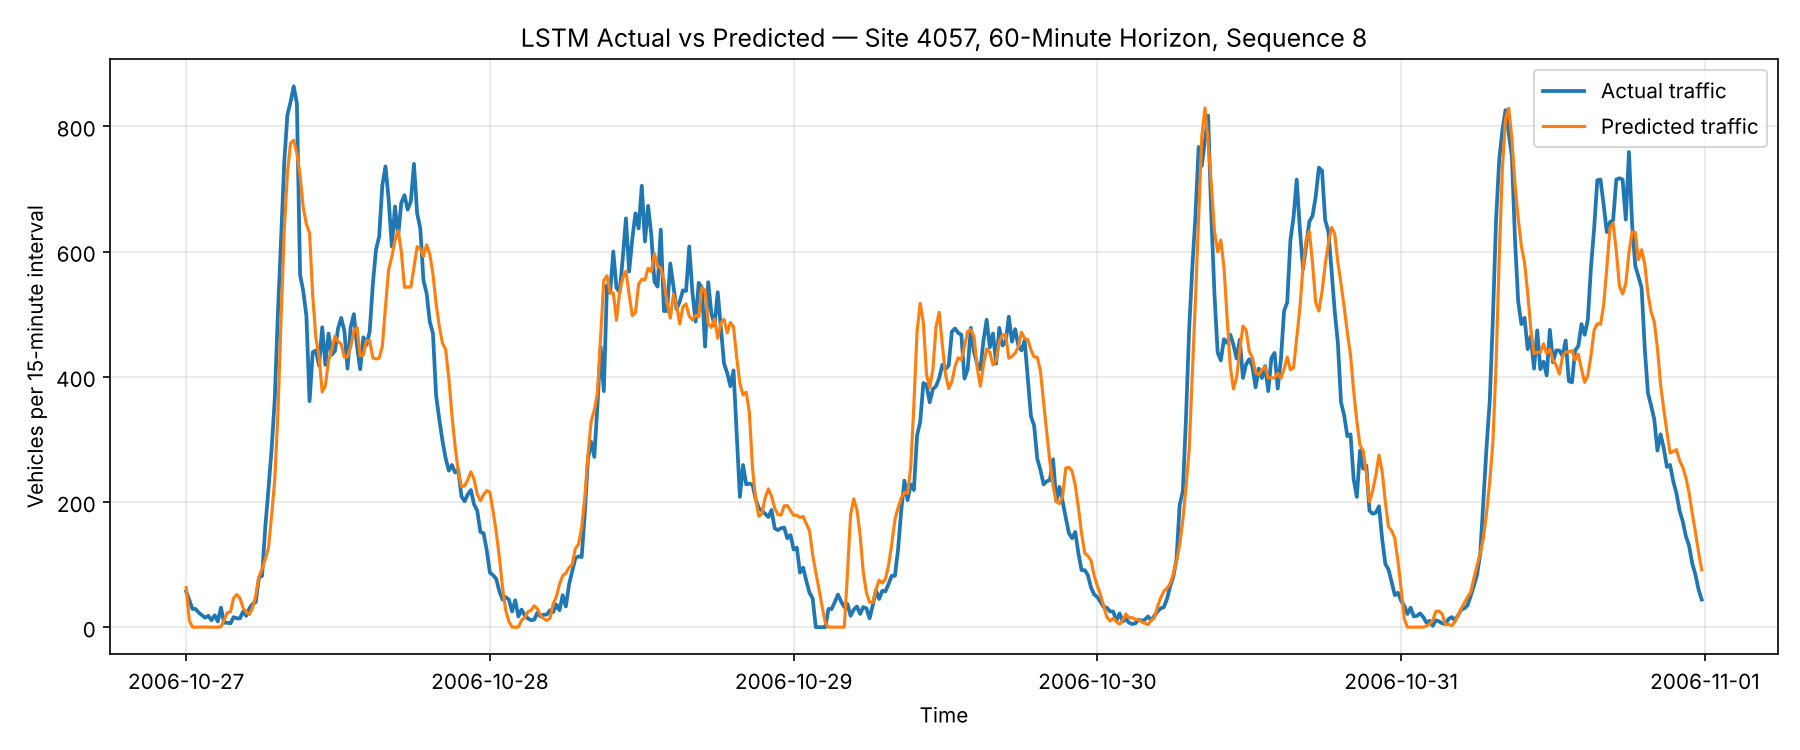 LSTM Actual vs Predicted — Site 4057, 60-Minute Horizon, Sequence 8
Actual traffic
Predicted traffic
Vehicles per 15-minute interval
800
600
400
200
0
2006-10-27
2006-10-28
2006-10-29
2006-10-30
2006-10-31
2006-11-01
Time